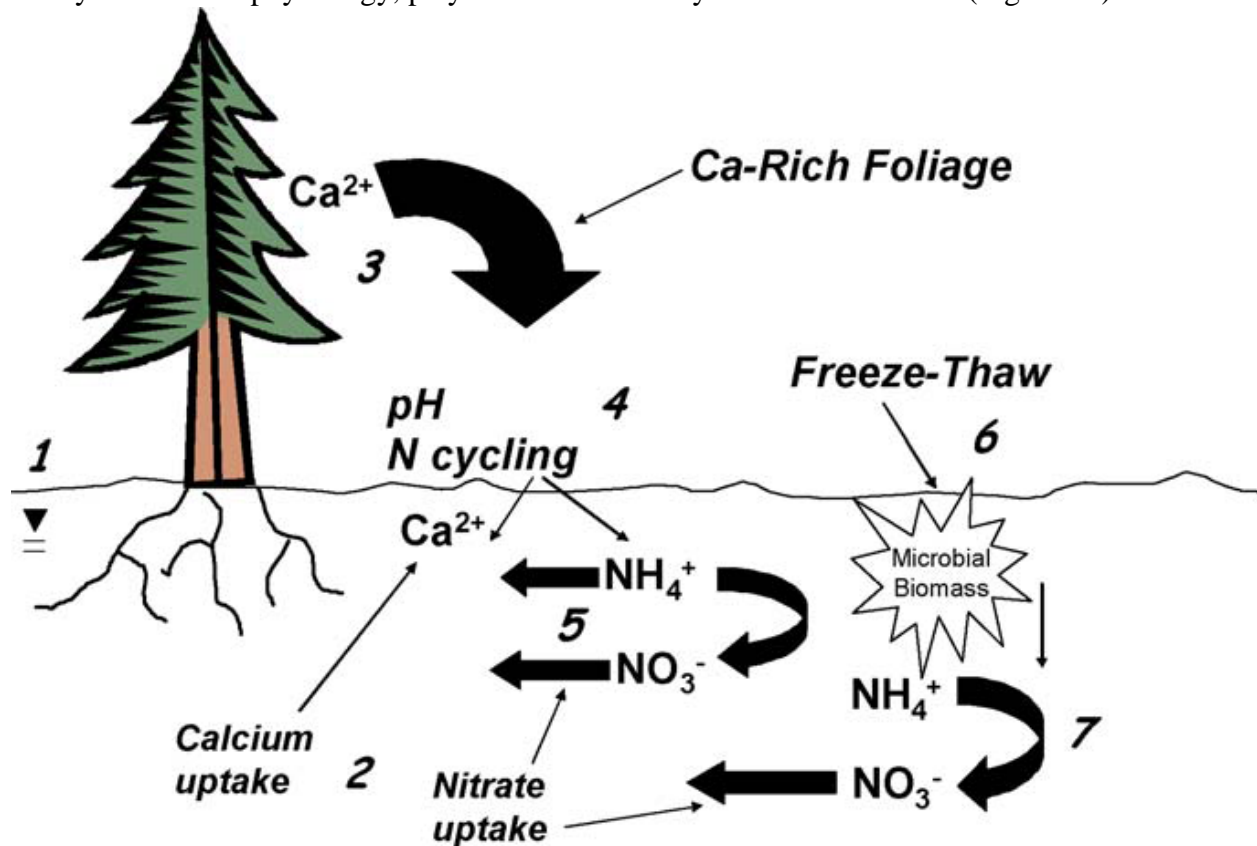 Ca²⁺
Ca-Rich Foliage
3
Freeze-Thaw
pH
4
N cycling
6
1
Ca²⁺
Microbial
Biomass
NH₄⁺
5
NO₃⁻
NH₄⁺
7
Calcium
uptake
2
Nitrate
uptake
NO₃⁻